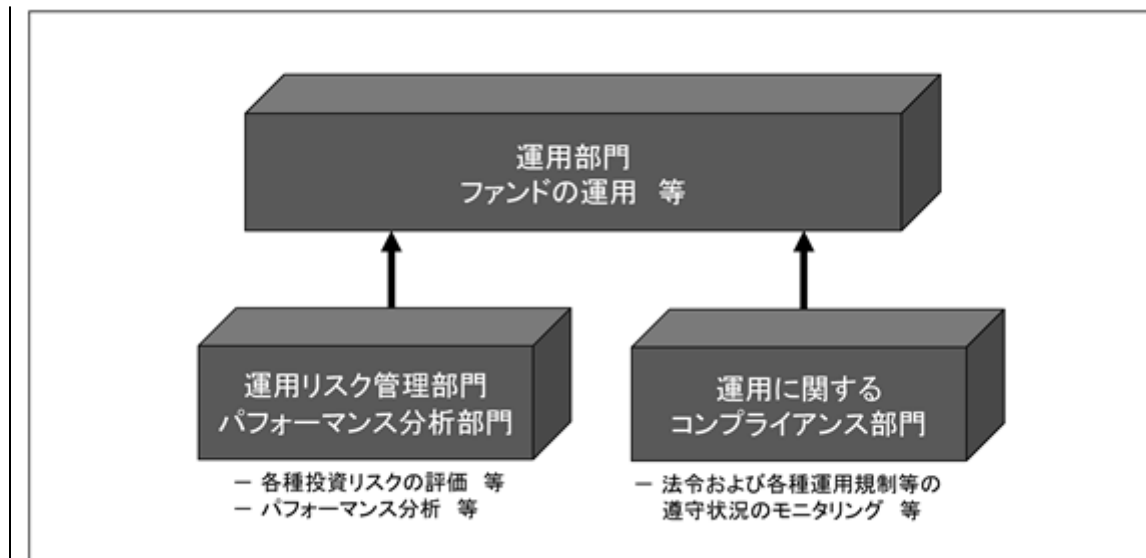 運用部門
ファンドの運用　等
運用リスク管理部門
パフォーマンス分析部門
－ 各種投資リスクの評価　等
－ パフォーマンス分析　等
運用に関する
コンプライアンス部門
－ 法令および各種運用規制等の
遵守状況のモニタリング　等